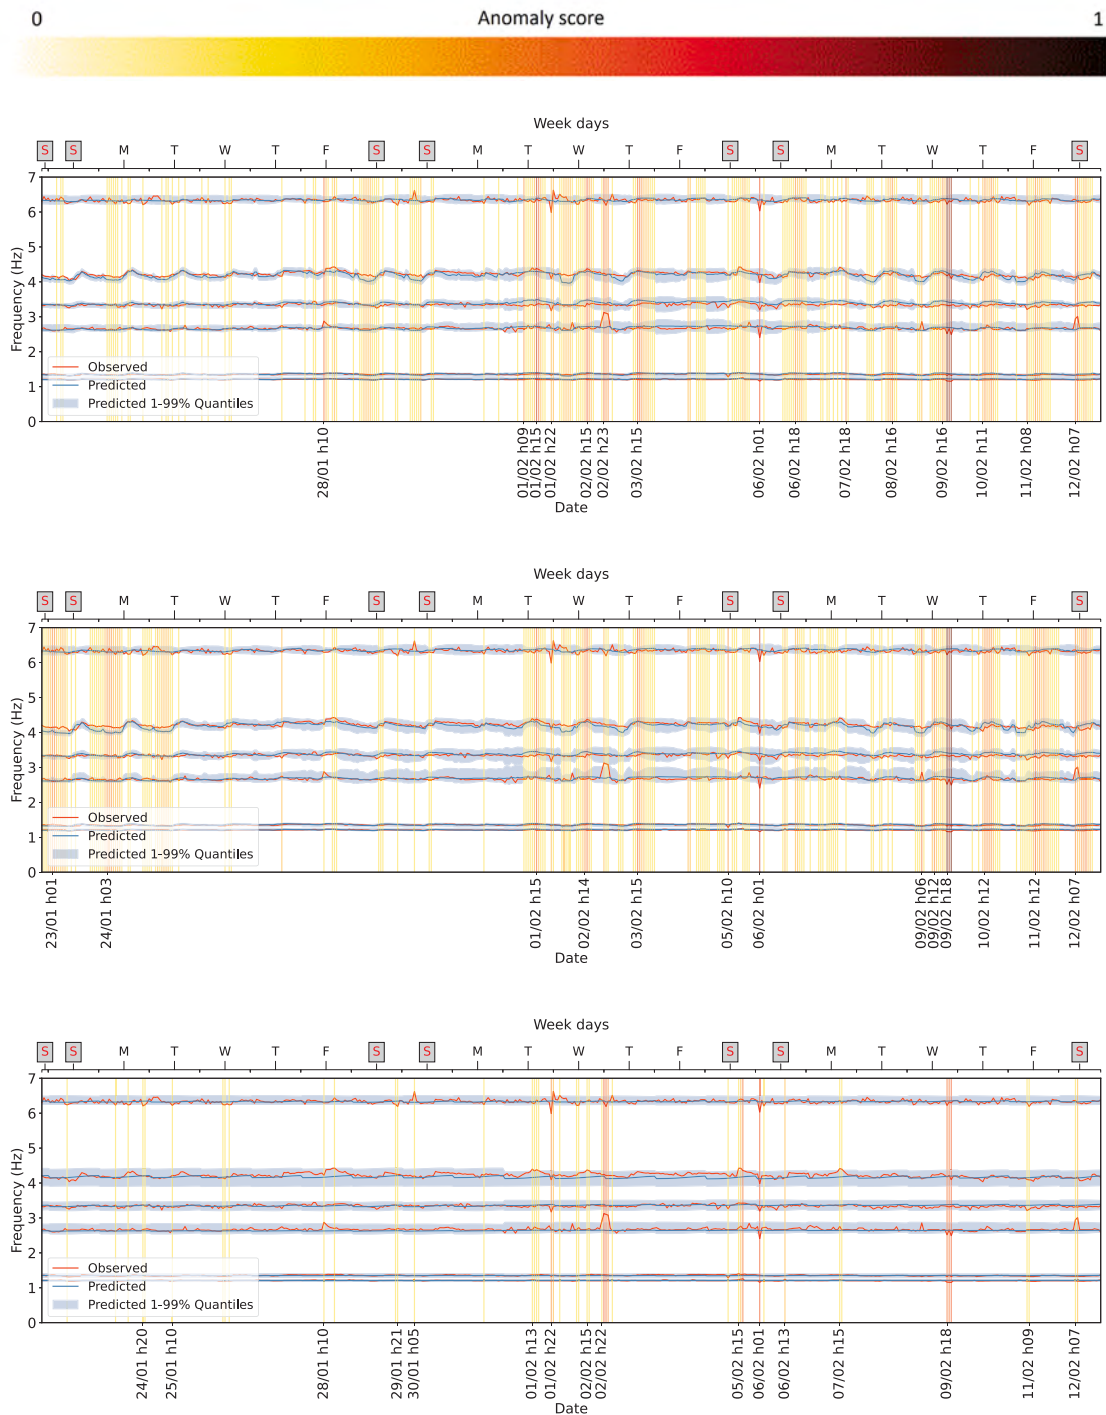 0 Anomaly score 1
Week days
S S M T W T F S S M T W T F S S M T W T F S
7
6
5
4
3
2
1
0
Frequency (Hz)
Observed
Predicted
Predicted 1-99% Quantiles
28/01 h10 01/02 h09 01/02 h15 01/02 h22 02/02 h15 02/02 h23 03/02 h15 06/02 h01 06/02 h18 07/02 h18 08/02 h16 09/02 h16 10/02 h11 11/02 h08 12/02 h07
Date
Week days
S S M T W T F S S M T W T F S S M T W T F S
7
6
5
4
3
2
1
0
Frequency (Hz)
Observed
Predicted
Predicted 1-99% Quantiles
23/01 h01 24/01 h03 01/02 h15 02/02 h14 03/02 h15 05/02 h10 06/02 h01 09/02 h06 09/02 h12 09/02 h18 10/02 h12 11/02 h12 12/02 h07
Date
Week days
S S M T W T F S S M T W T F S S M T W T F S
7
6
5
4
3
2
1
0
Frequency (Hz)
Observed
Predicted
Predicted 1-99% Quantiles
24/01 h20 25/01 h10 28/01 h10 29/01 h21 30/01 h05 01/02 h13 01/02 h22 02/02 h15 02/02 h22 05/02 h15 06/02 h01 06/02 h13 07/02 h15 09/02 h18 11/02 h09 12/02 h07
Date